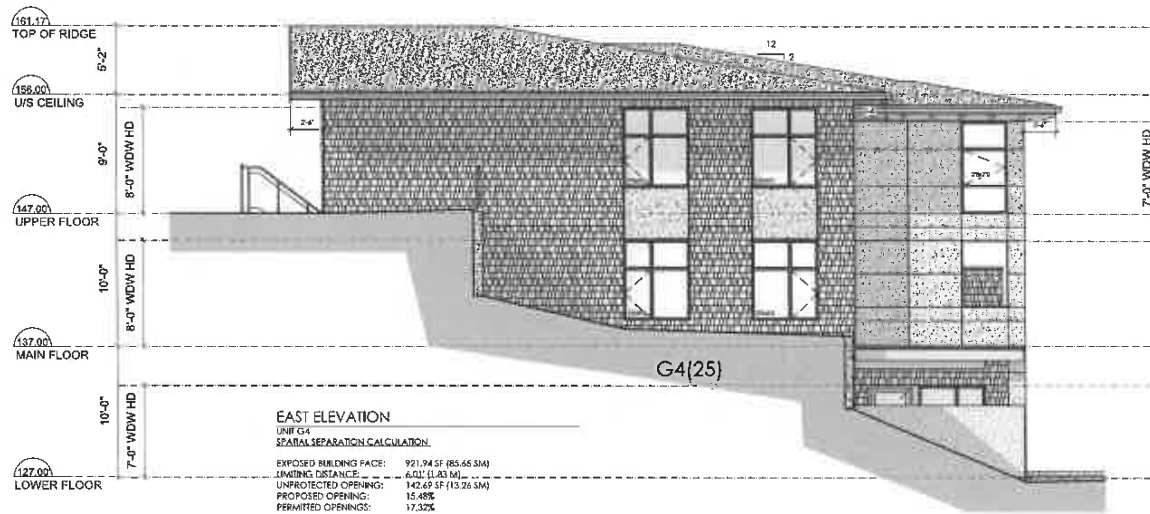 161.17
TOP OF RIDGE
12
2
156.00
U/S CEILING
2'-6"
9'-0"
8'-0" WDW HD
7'-0" WDW HD
147.00
UPPER FLOOR
10'-0"
8'-0" WDW HD
137.00
MAIN FLOOR
G4(25)
10'-0"
7'-0" WDW HD
EAST ELEVATION
UNIT G4
SPATIAL SEPARATION CALCULATION
EXPOSED BUILDING FACE: 921.94 SF (85.65 SM)
LIMITING DISTANCE: 6.01' (1.83 M)
UNPROTECTED OPENING: 142.69 SF (13.26 SM)
PROPOSED OPENING: 15.48%
PERMITTED OPENINGS: 17.32%
127.00
LOWER FLOOR